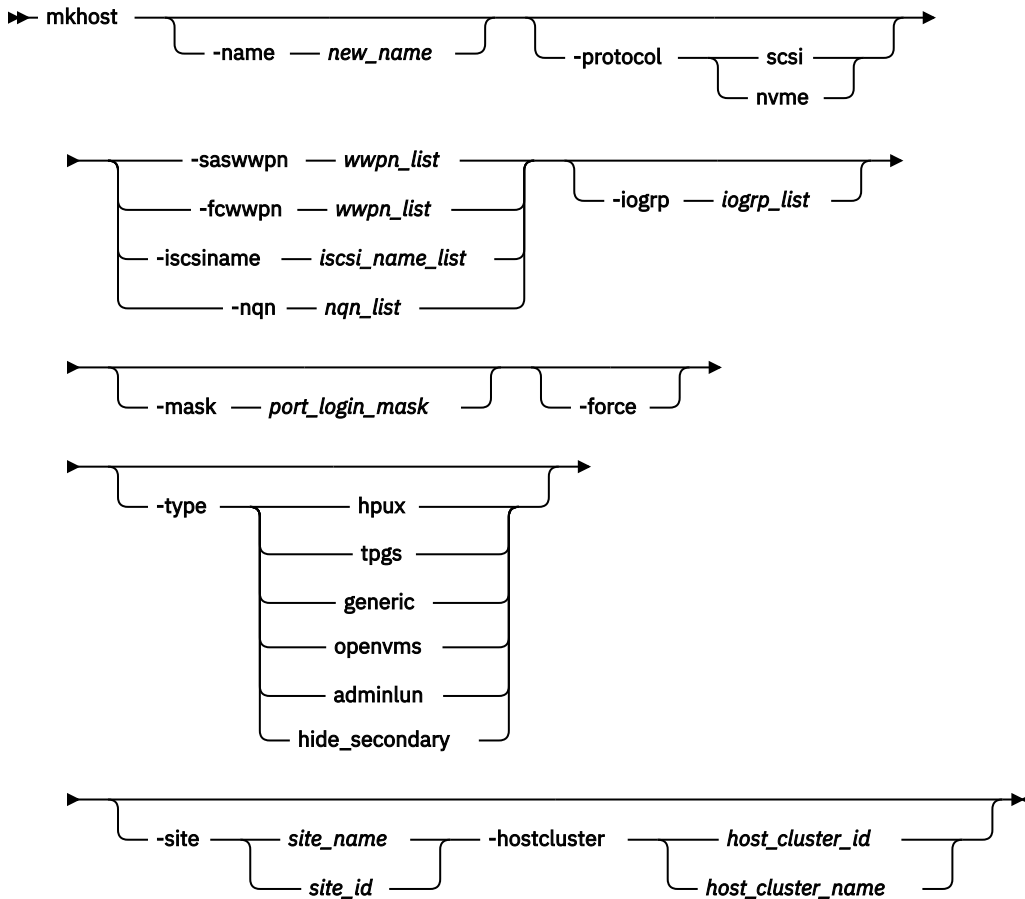 mkhost
-name new_name -protocol scsi
nvme
-saswwpn wwpn_list
-fcwwpn wwpn_list -iogrp iogrp_list
-iscsiname iscsi_name_list
-nqn nqn_list
-mask port_login_mask -force
-type hpux
tpgs
generic
openvms
adminlun
hide_secondary
-site site_name -hostcluster host_cluster_id
site_id host_cluster_name